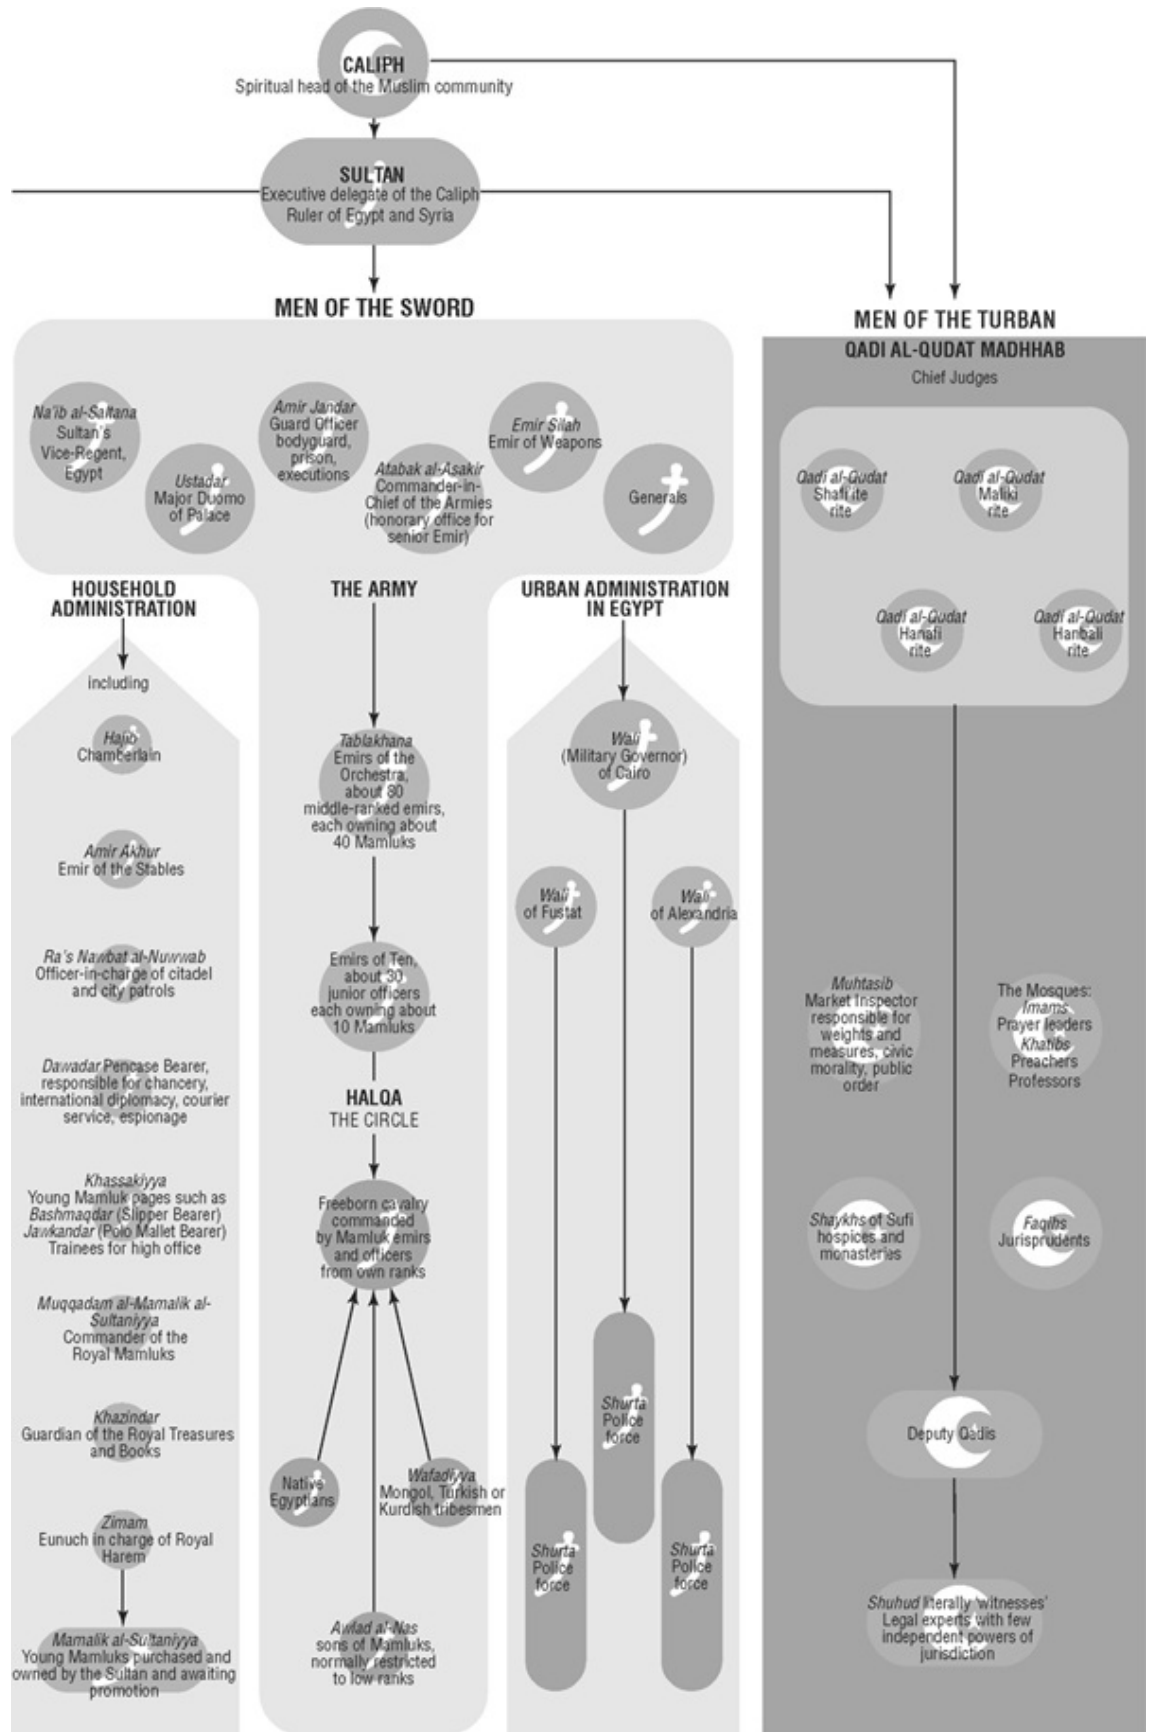 CALIPH
Spiritual head of the Muslim community
SULTAN
Executive delegate of the Caliph
Ruler of Egypt and Syria
MEN OF THE SWORD
Na'ib al-Saltana
Sultan's
Vice-Regent,
Egypt
Ustadar
Major Duomo
of Palace
Amir Jandar
Guard Officer
bodyguard,
prison,
executions
Atabak al-Asakir
Commander-in-
Chief of the Armies
(honorary office for
senior Emir)
Emir Silah
Emir of Weapons
Generals
HOUSEHOLD
ADMINISTRATION
including
Hajib
Chamberlain
Amir Akhur
Emir of the Stables
Ra's Nawbat al-Nuwwab
Officer-in-charge of citadel
and city patrols
Dawadar Pencase Bearer,
responsible for chancery,
international diplomacy, courier
service, espionage
Khassakiyya
Young Mamluk pages such as
Bashmaqdar (Slipper Bearer)
Jawkandar (Polo Mallet Bearer)
Trainees for high office
Muqqadam al-Mamalik al-
Sultaniyya
Commander of the
Royal Mamluks
Khazindar
Guardian of the Royal Treasures
and Books
Zimam
Eunuch in charge of Royal
Harem
Mamalik al-Sultaniyya
Young Mamluks purchased and
owned by the Sultan and awaiting
promotion
THE ARMY
Tablakhana
Emirs of the
Orchestra,
about 80
middle-ranked emirs,
each owning about
40 Mamluks
Emirs of Ten,
about 30
junior officers
each owning about
10 Mamluks
HALQA
THE CIRCLE
Freeborn cavalry
commanded
by Mamluk emirs
and officers
from own ranks
Native
Egyptians
Wafadiyya
Mongol, Turkish or
Kurdish tribesmen
Awlad al-Nas
sons of Mamluks,
normally restricted
to low ranks
URBAN ADMINISTRATION
IN EGYPT
Wali
(Military Governor)
of Cairo
Wali
of Fustat
Wali
of Alexandria
Shurta
Police
force
Shurta
Police
force
Shurta
Police
force
MEN OF THE TURBAN
QADI AL-QUDAT MADHHAB
Chief Judges
Qadi al-Qudat
Shafi'ite
rite
Qadi al-Qudat
Maliki
rite
Qadi al-Qudat
Hanafi
rite
Qadi al-Qudat
Hanbali
rite
Muhtasib
Market Inspector
responsible for
weights and
measures, civic
morality, public
order
The Mosques:
Imams
Prayer leaders
Khatibs
Preachers
Professors
Shaykhs of Sufi
hospices and
monasteries
Faqihs
Jurisprudents
Deputy Qadis
Shuhud literally 'witnesses'
Legal experts with few
independent powers of
jurisdiction